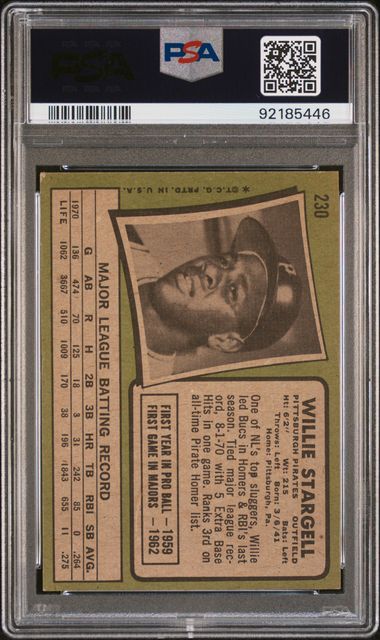 PSA
PSA
92185446
✶©T.C.G. PRTD. IN U.S.A.
230
WILLIE STARGELL
PITTSBURGH PIRATES OUTFIELD
Ht: 6'2" Wt: 215 Bats: Left
Throws: Left Born: 3/6/41
Home: Pittsburgh, Pa.
One of NL's top sluggers, Willie
led Bucs in Homers & RBI's last
season. Tied major league rec-
ord, 8-1-70 with 5 Extra Base
Hits in one game. Ranks 3rd on
all-time Pirate Homer list.
FIRST YEAR IN PRO BALL — 1959
FIRST GAME IN MAJORS — 1962
MAJOR LEAGUE BATTING RECORD
G AB R H 2B 3B HR TB RBI SB AVG.
1970 136 474 70 125 18 3 31 242 85 0 .264
LIFE 1062 3667 510 1009 170 38 196 1843 655 11 .275